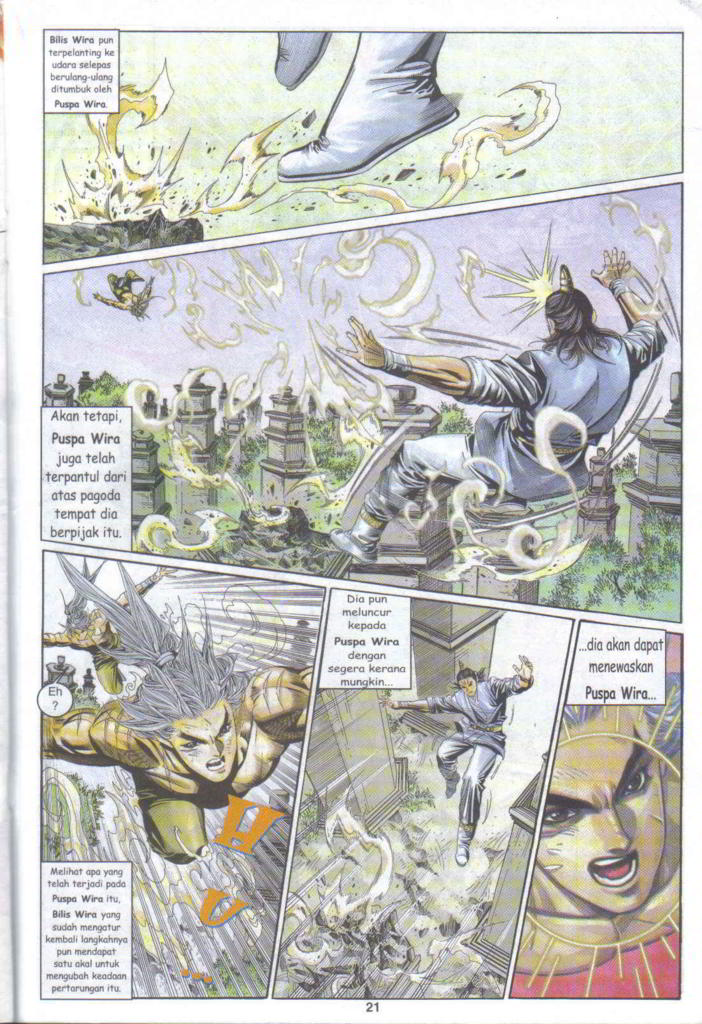 Bilis Wira pun
terpelanting ke
udara selepas
berulang-ulang
ditumbuk oleh
Puspa Wira.
Akan tetapi,
Puspa Wira
juga telah
terpantul dari
atas pagoda
tempat dia
berpijak itu.
Eh
?
Melihat apa yang
telah terjadi pada
Puspa Wira itu,
Bilis Wira yang
sudah mengatur
kembali langkahnya
pun mendapat
satu akal untuk
mengubah keadaan
pertarungan itu.
Dia pun
meluncur
kepada
Puspa Wira
dengan
segera kerana
mungkin...
...dia akan dapat
menewaskan
Puspa Wira...
21